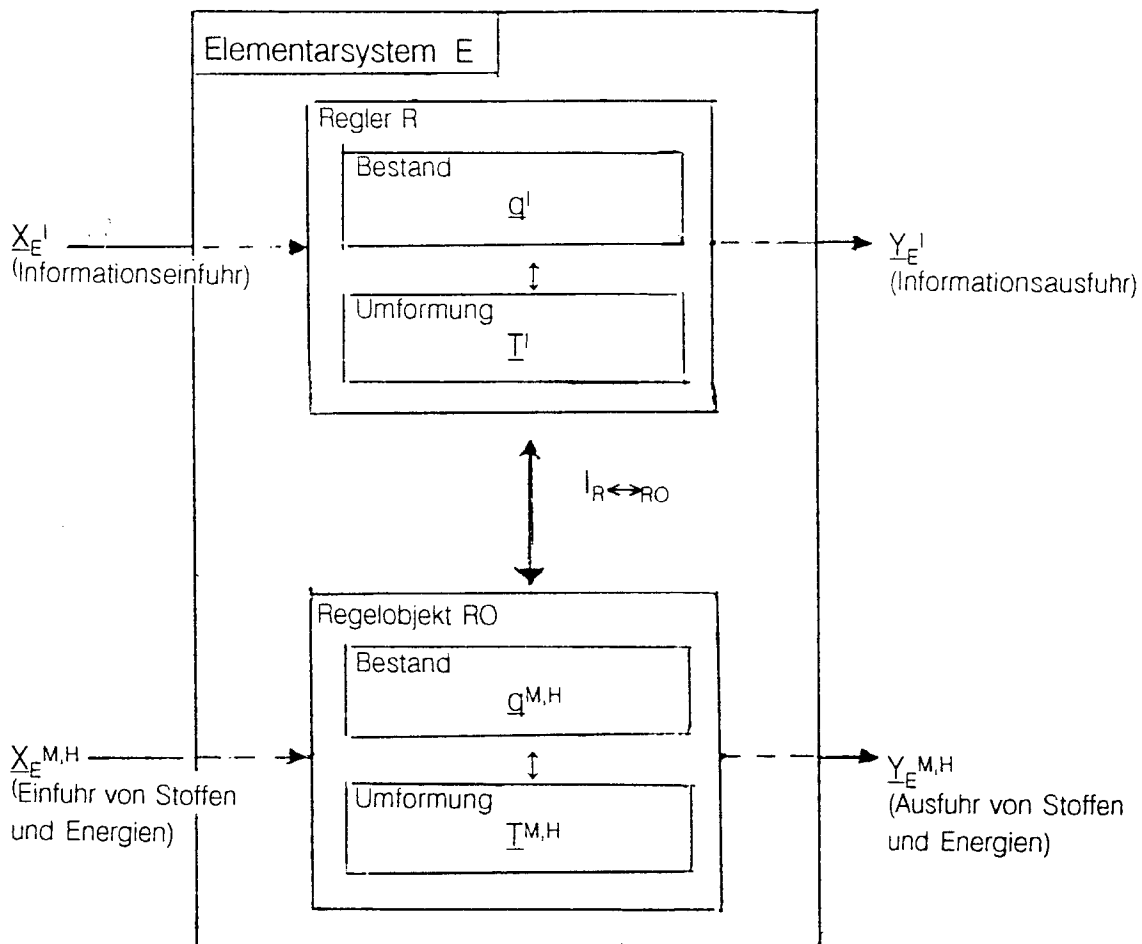 Elementarsystem E
Regler R
Bestand
q^I
X_E^I
(Informationseinfuhr)
Y_E^I
(Informationsausfuhr)
Umformung
T^I
I_R↔RO
Regelobjekt RO
Bestand
q^M,H
X_E^M,H
(Einfuhr von Stoffen
und Energien)
Y_E^M,H
(Ausfuhr von Stoffen
und Energien)
Umformung
T^M,H